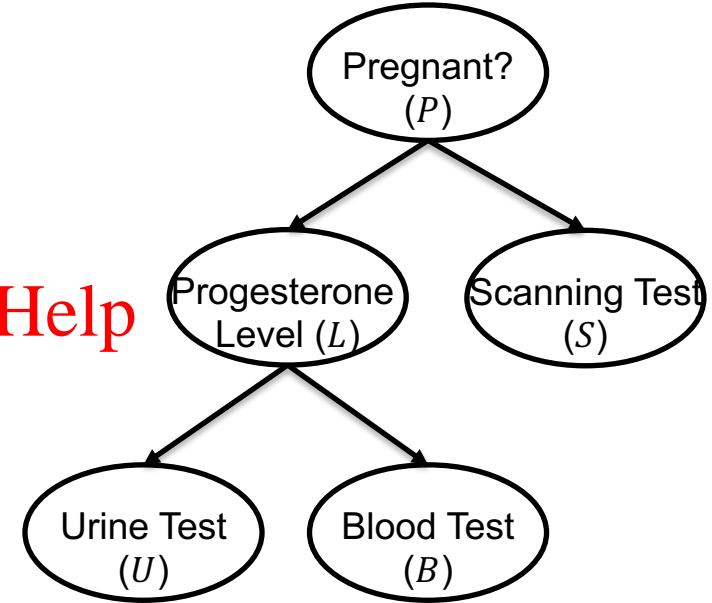 Pregnant?
(P)
Help
Progesterone
Level (L)
Scanning Test
(S)
Urine Test
(U)
Blood Test
(B)